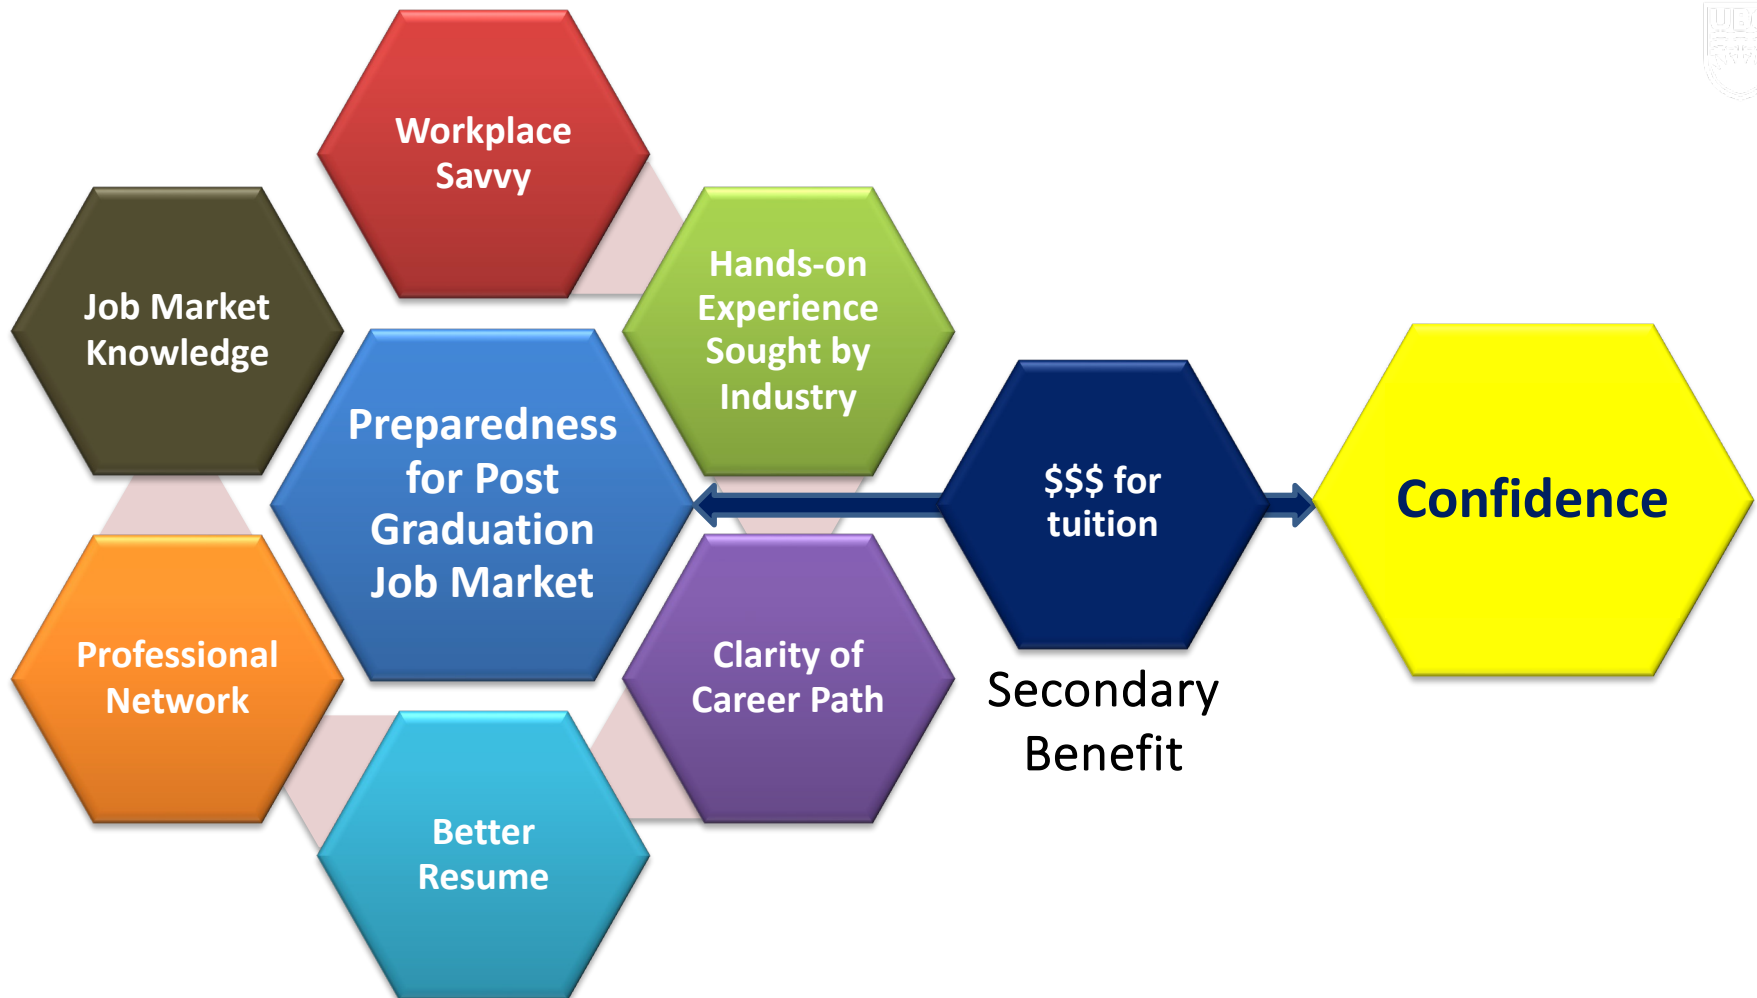 Workplace
Savvy
Job Market
Knowledge
Hands-on
Experience
Sought by
Industry
Preparedness
for Post
Graduation
Job Market
$$$ for
tuition
Confidence
Professional
Network
Clarity of
Career Path
Secondary
Benefit
Better
Resume